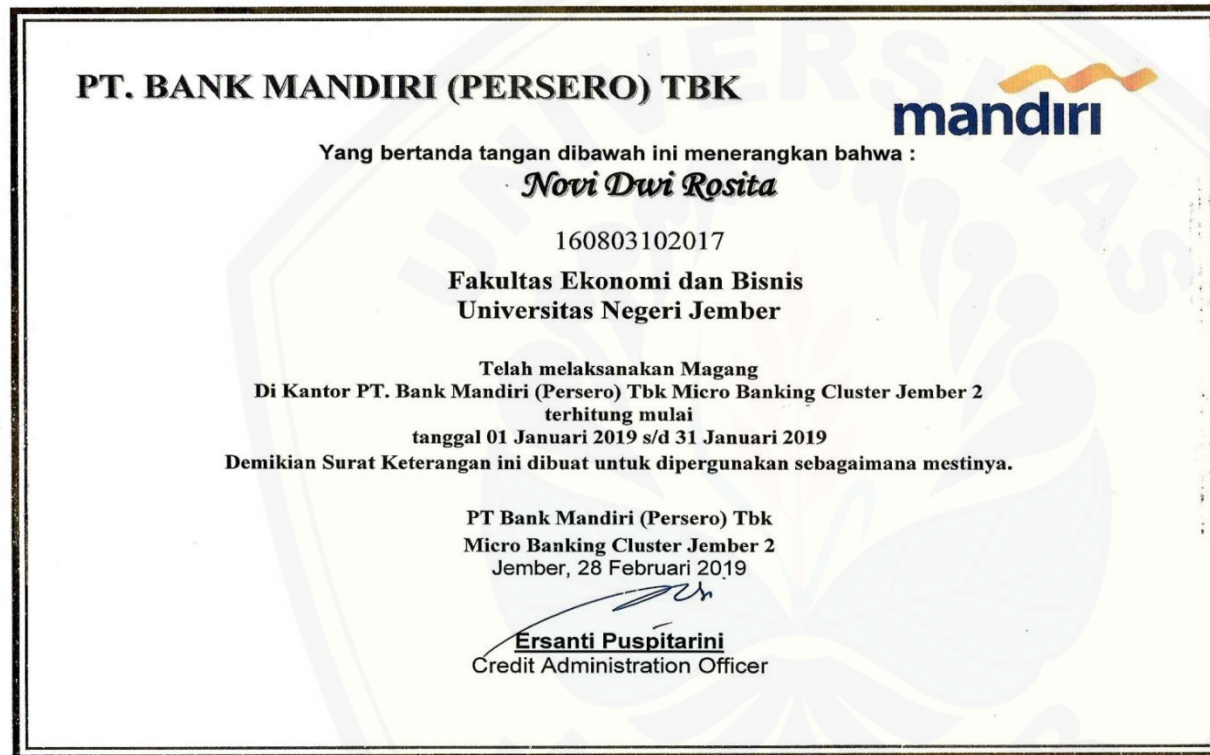 PT. BANK MANDIRI (PERSERO) TBK
mandırı
Yang bertanda tangan dibawah ini menerangkan bahwa :
Novi Dwi Rosita
160803102017
Fakultas Ekonomi dan Bisnis
Universitas Negeri Jember
Telah melaksanakan Magang
Di Kantor PT. Bank Mandiri (Persero) Tbk Micro Banking Cluster Jember 2
terhitung mulai
tanggal 01 Januari 2019 s/d 31 Januari 2019
Demikian Surat Keterangan ini dibuat untuk dipergunakan sebagaimana mestinya.
PT Bank Mandiri (Persero) Tbk
Micro Banking Cluster Jember 2
Jember, 28 Februari 2019
Ersanti Puspitarini
Credit Administration Officer
UNIVERSITAS